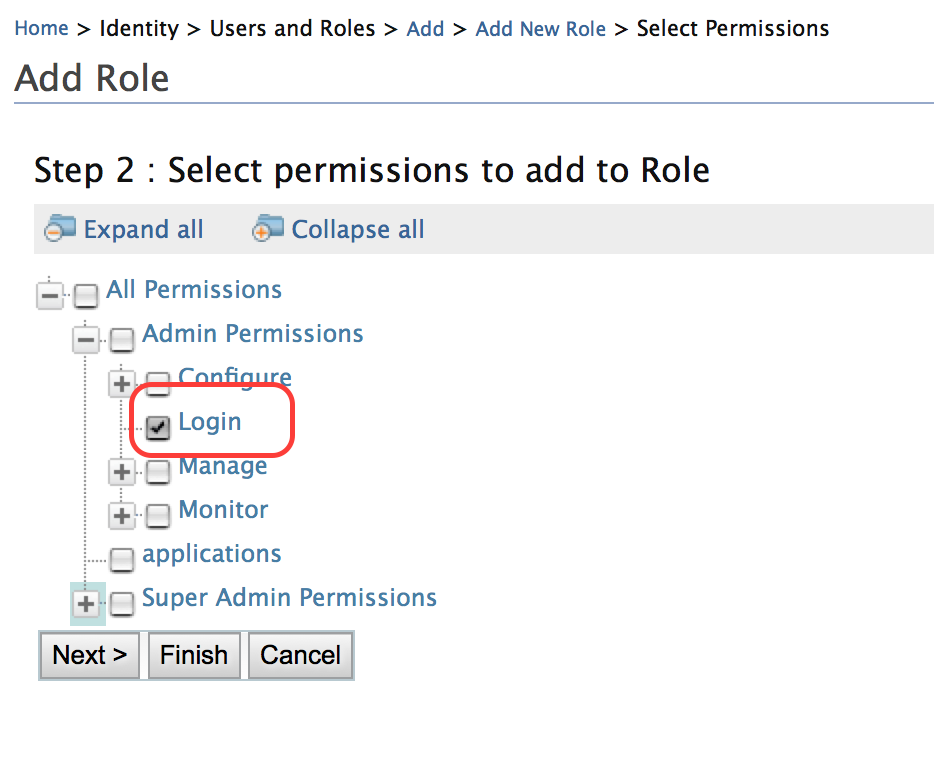 Home > Identity > Users and Roles > Add > Add New Role > Select Permissions
Add Role
Step 2 : Select permissions to add to Role
Expand all Collapse all
All Permissions
Admin Permissions
Configure
Login
Manage
Monitor
applications
Super Admin Permissions
Next > Finish Cancel